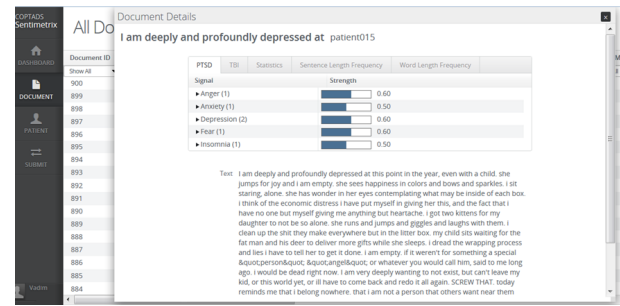 COPTADS
Sentimetrix
All Do
Document Details
x
I am deeply and profoundly depressed at patient015
DASHBOARD
DOCUMENT
PATIENT
SUBMIT
Vadim
Document ID
Show All
900
899
898
897
896
895
894
893
892
891
890
889
888
887
886
885
884
PTSD TBI Statistics Sentence Length Frequency Word Length Frequency
Signal Strength
Anger (1) 0.60
Anxiety (1) 0.50
Depression (2) 0.60
Fear (1) 0.60
Insomnia (1) 0.50
Text I am deeply and profoundly depressed at this point in the year, even with a child. she
jumps for joy and i am empty. she sees happiness in colors and bows and sparkles. i sit
staring, alone. she has wonder in her eyes contemplating what may be inside of each box.
i think of the economic distress i have put myself in giving her this, and the fact that i
have no one but myself giving me anything but heartache. i got two kittens for my
daughter to not be so alone. she runs and jumps and giggles and laughs with them. i
clean up the shit they make everywhere but in the litter box. my child sits waiting for the
fat man and his deer to deliver more gifts while she sleeps. i dread the wrapping process
and lies i have to tell her to get it done. i am empty. if it weren't for something a special
&quot;person&quot; &quot;angel&quot; or whatever you would call him, said to me long
ago. i would be dead right now. I am very deeply wanting to not exist, but can't leave my
kid, or this world yet, or ill have to come back and redo it all again. SCREAM THAT. today
reminds me that i belong nowhere. that i am not a person that others want near them